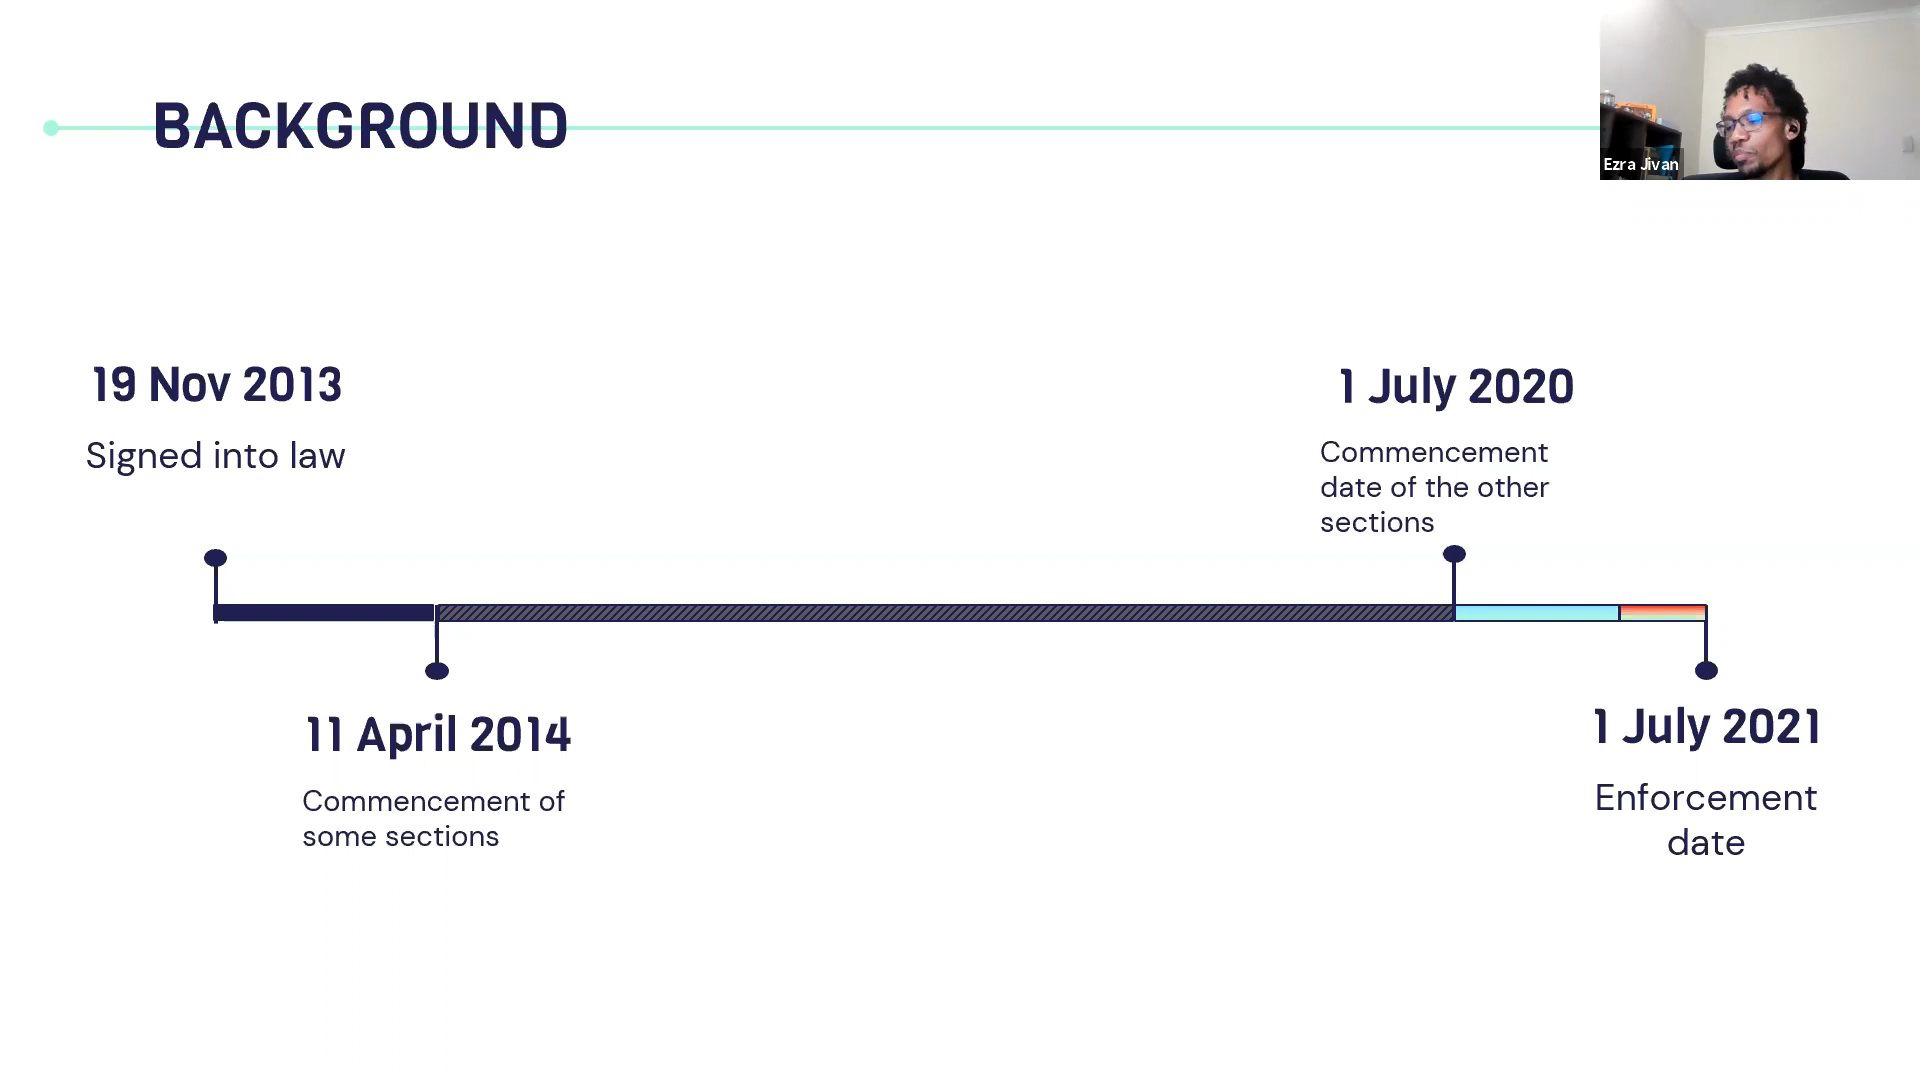 BACKGROUND
Ezra Jivan
19 Nov 2013
Signed into law
1 July 2020
Commencement
date of the other
sections
11 April 2014
Commencement of
some sections
1 July 2021
Enforcement
date